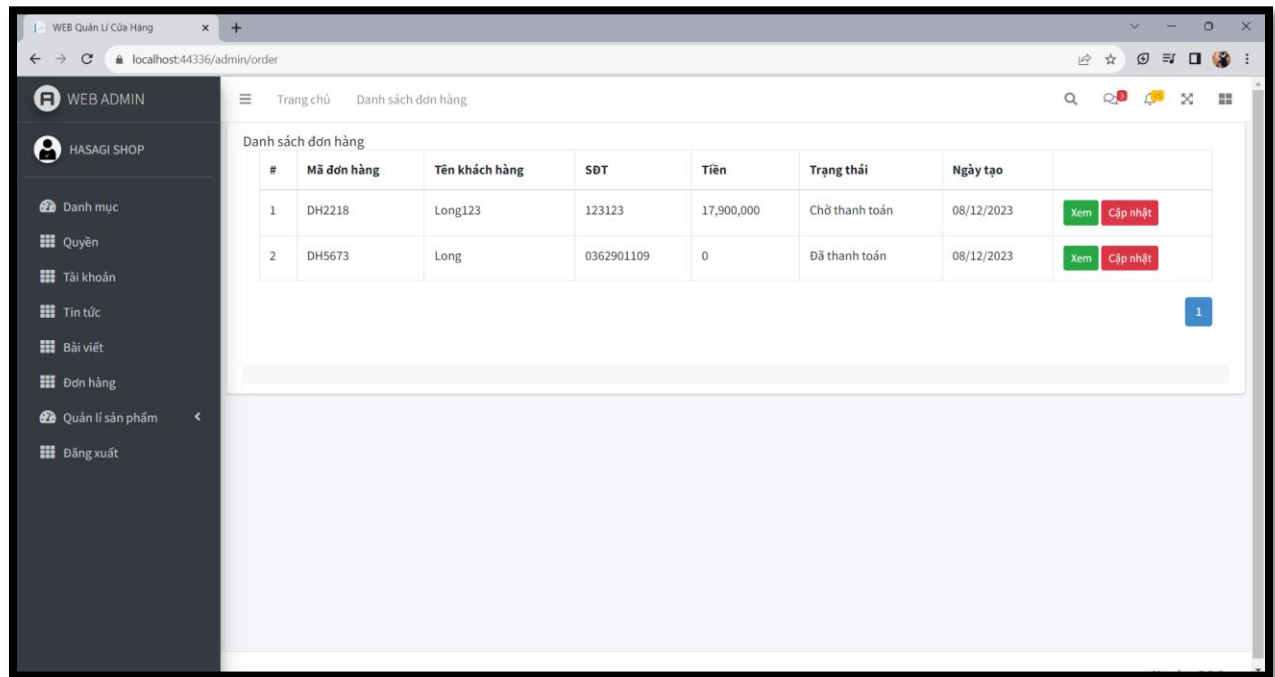 WEB Quản Lí Cửa Hàng
localhost:44336/admin/order
WEB ADMIN
Trang chủ Danh sách đơn hàng
HASAGI SHOP
Danh mục
Quyền
Tài khoản
Tin tức
Bài viết
Đơn hàng
Quản lí sản phẩm
Đăng xuất
Danh sách đơn hàng
# Mã đơn hàng Tên khách hàng SĐT Tiền Trạng thái Ngày tạo
1 DH2218 Long123 123123 17,900,000 Chờ thanh toán 08/12/2023 Xem Cập nhật
2 DH5673 Long 0362901109 0 Đã thanh toán 08/12/2023 Xem Cập nhật
1